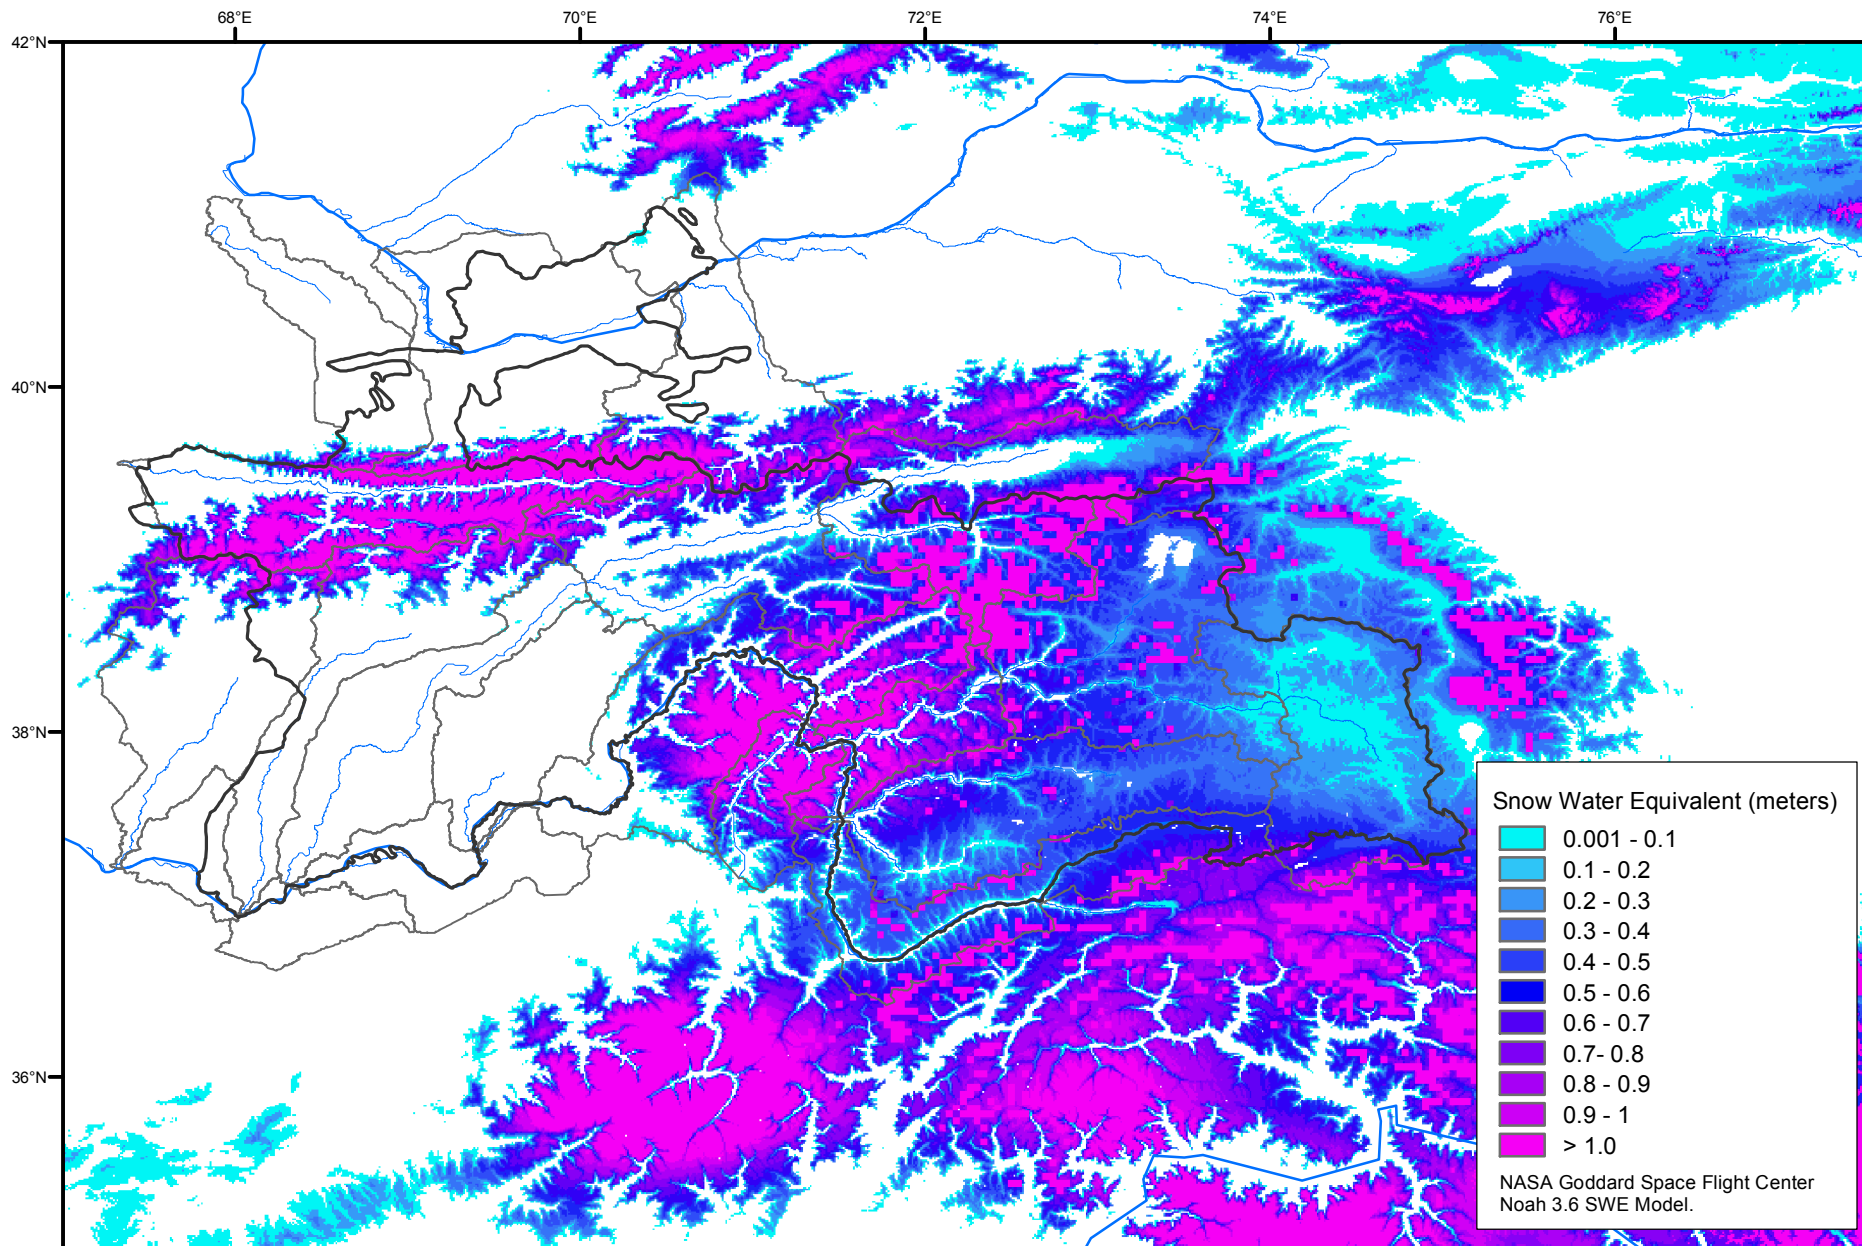 68°E 70°E 72°E 74°E 76°E
42°N
40°N
38°N
36°N
Snow Water Equivalent (meters)
0.001 - 0.1
0.1 - 0.2
0.2 - 0.3
0.3 - 0.4
0.4 - 0.5
0.5 - 0.6
0.6 - 0.7
0.7- 0.8
0.8 - 0.9
0.9 - 1
> 1.0
NASA Goddard Space Flight Center
Noah 3.6 SWE Model.